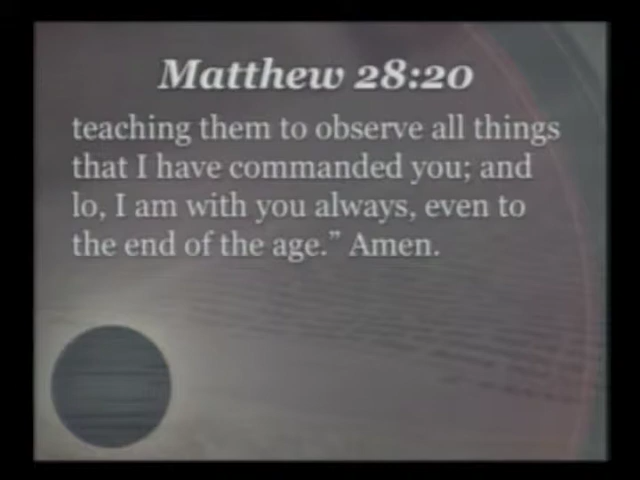 Matthew 28:20
teaching them to observe all things
that I have commanded you; and
lo, I am with you always, even to
the end of the age.” Amen.